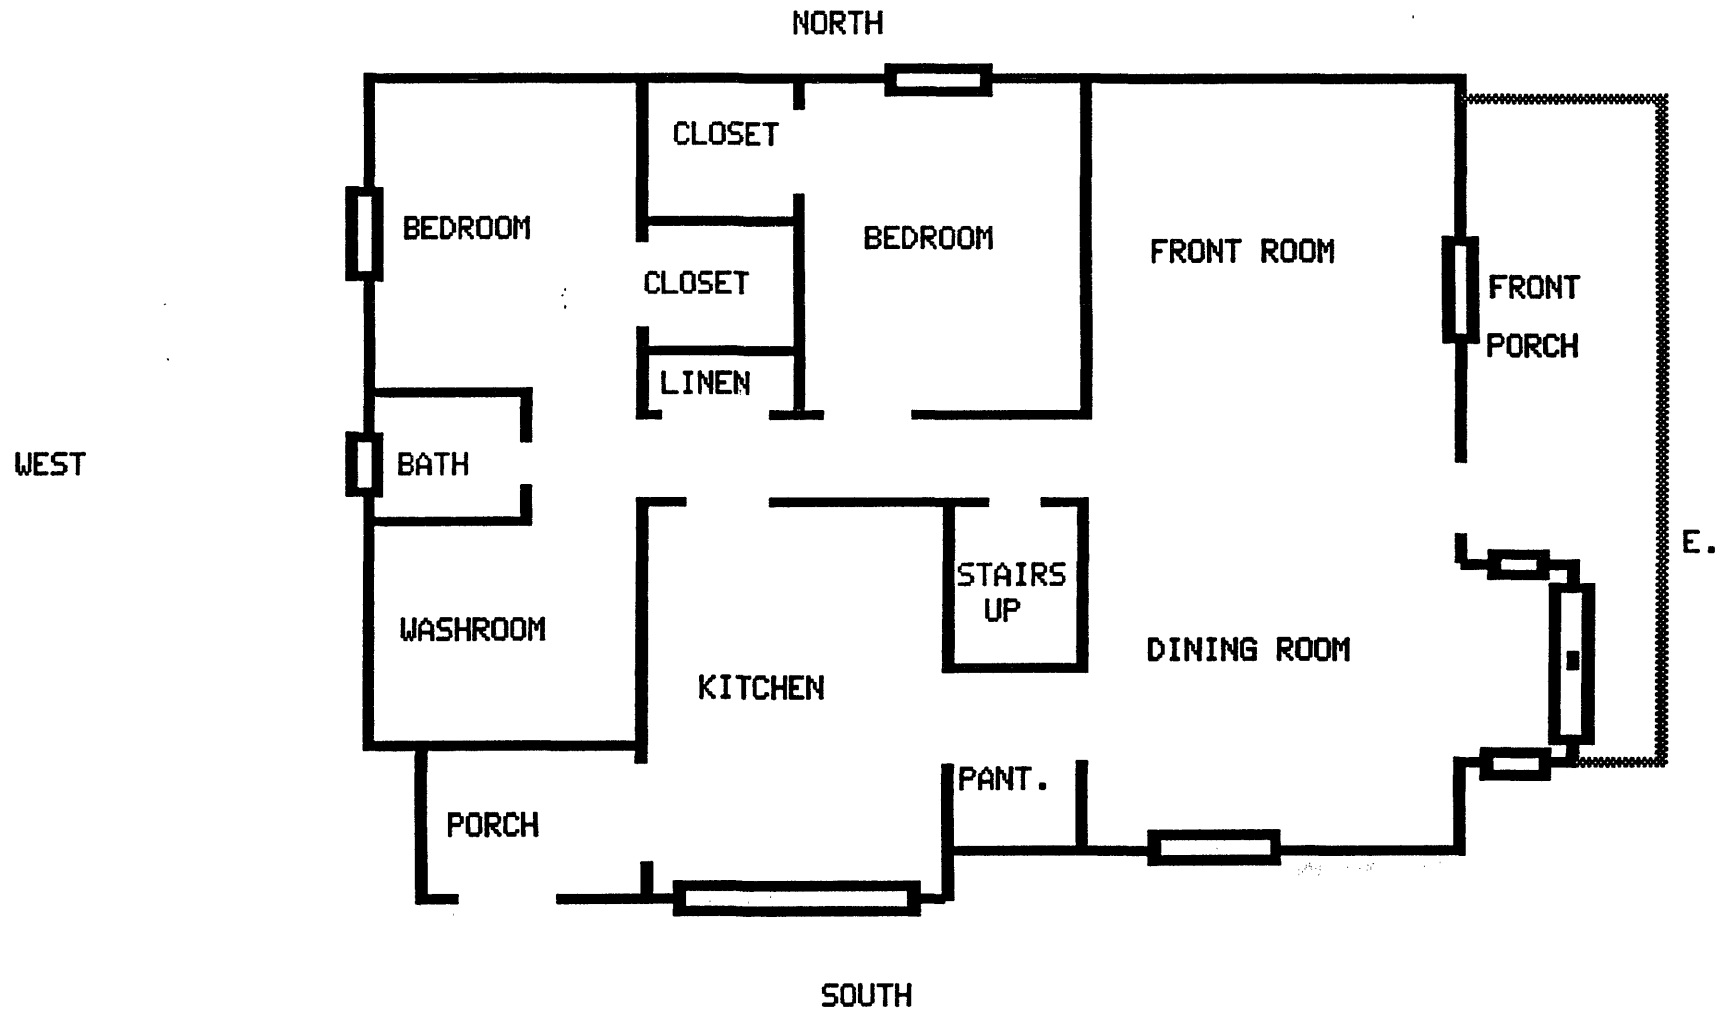 NORTH
CLOSET
BEDROOM
BEDROOM
FRONT ROOM
CLOSET
FRONT
PORCH
LINEN
WEST
BATH
E.
STAIRS
UP
WASHROOM
DINING ROOM
KITCHEN
PANT.
PORCH
SOUTH